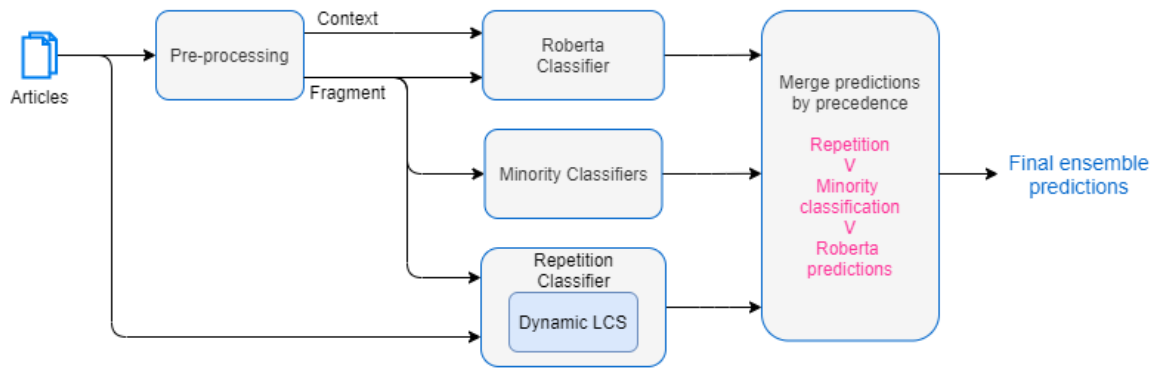 Articles
Pre-processing
Context
Fragment
Roberta
Classifier
Minority Classifiers
Repetition
Classifier
Dynamic LCS
Merge predictions
by precedence
Repetition
V
Minority
classification
V
Roberta
predictions
Final ensemble
predictions